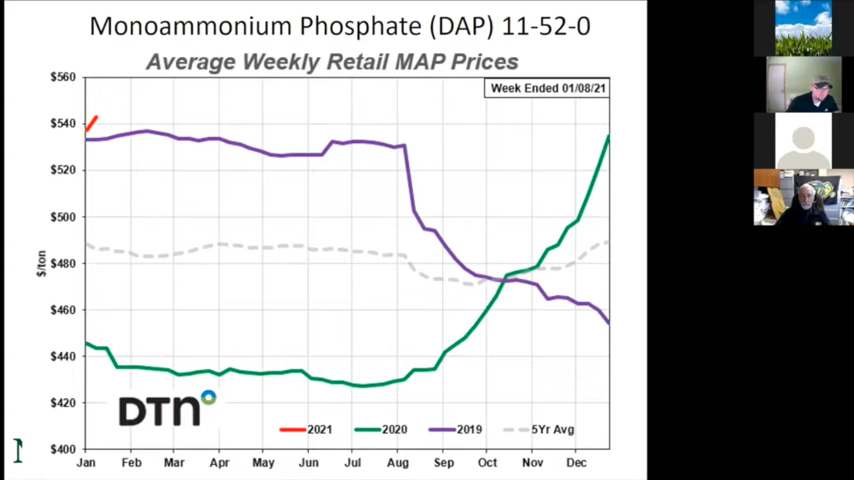 Monoammonium Phosphate (DAP) 11-52-0
Average Weekly Retail MAP Prices
Week Ended 01/08/21
$/ton
$560
$540
$520
$500
$480
$460
$440
$420
$400
DTN
2021 2020 2019 5Yr Avg
Jan Feb Mar Apr May Jun Jul Aug Sep Oct Nov Dec
N